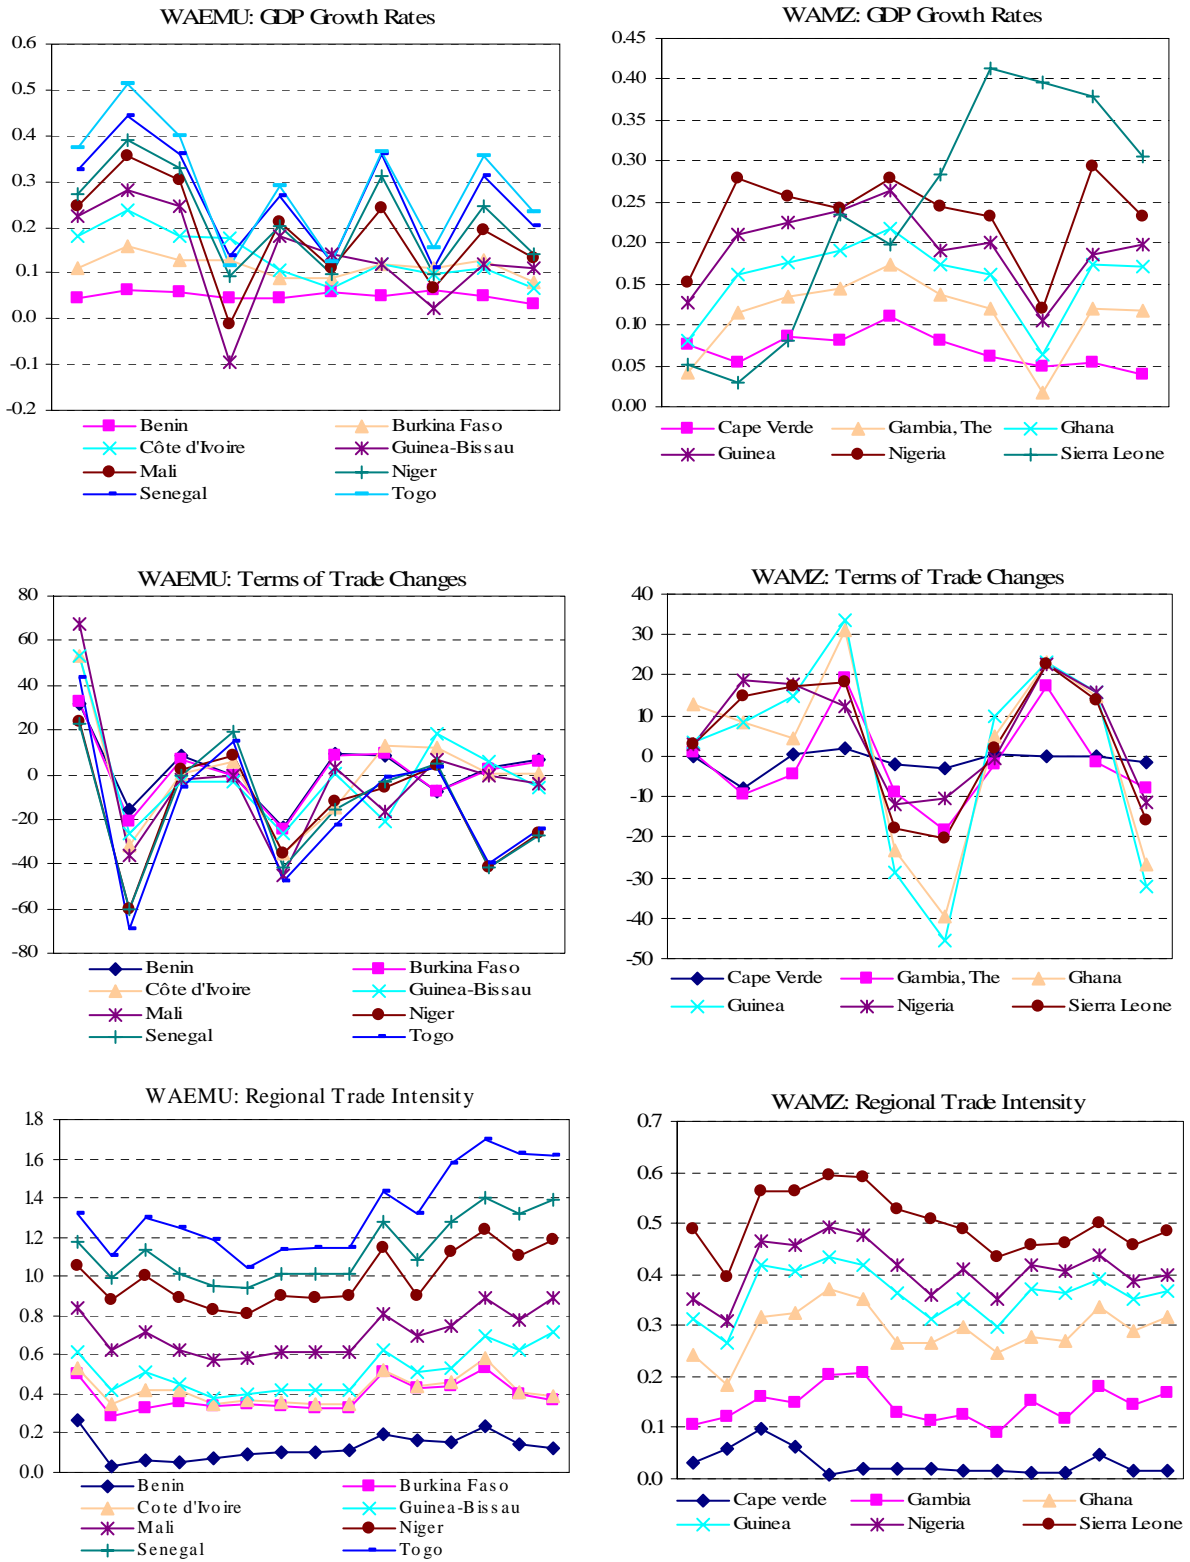 WAEMU: GDP Growth Rates
0.6
0.5
0.4
0.3
0.2
0.1
0.0
-0.1
-0.2
Benin
Burkina Faso
Côte d'Ivoire
Guinea-Bissau
Mali
Niger
Senegal
Togo
WAMZ: GDP Growth Rates
0.45
0.40
0.35
0.30
0.25
0.20
0.15
0.10
0.05
0.00
Cape Verde
Gambia, The
Ghana
Guinea
Nigeria
Sierra Leone
WAEMU: Terms of Trade Changes
80
60
40
20
0
-20
-40
-60
-80
Benin
Burkina Faso
Côte d'Ivoire
Guinea-Bissau
Mali
Niger
Senegal
Togo
WAMZ: Terms of Trade Changes
40
30
20
10
0
-10
-20
-30
-40
-50
Cape Verde
Gambia, The
Ghana
Guinea
Nigeria
Sierra Leone
WAEMU: Regional Trade Intensity
1.8
1.6
1.4
1.2
1.0
0.8
0.6
0.4
0.2
0.0
Benin
Burkina Faso
Cote d'Ivoire
Guinea-Bissau
Mali
Niger
Senegal
Togo
WAMZ: Regional Trade Intensity
0.7
0.6
0.5
0.4
0.3
0.2
0.1
0.0
Cape verde
Gambia
Ghana
Guinea
Nigeria
Sierra Leone